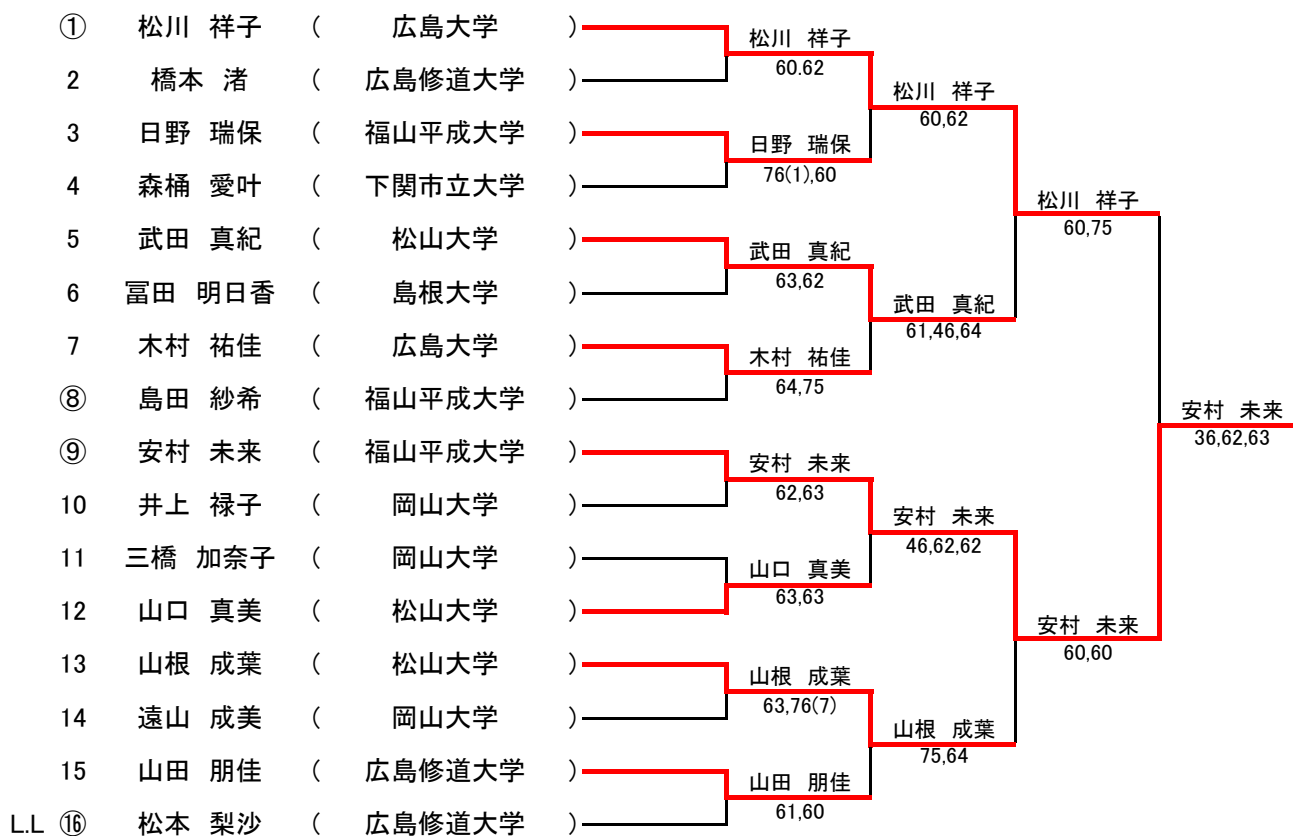 ① 松川 祥子 ( 広島大学 )
松川 祥子
60.62
2 橋本 渚 ( 広島修道大学 )
松川 祥子
60,62
3 日野 瑞保 ( 福山平成大学 )
日野 瑞保
76(1),60
4 森桶 愛叶 ( 下関市立大学 )
松川 祥子
60,75
5 武田 真紀 ( 松山大学 )
武田 真紀
63,62
6 冨田 明日香 ( 島根大学 )
武田 真紀
61,46,64
7 木村 祐佳 ( 広島大学 )
木村 祐佳
64,75
⑧ 島田 紗希 ( 福山平成大学 )
安村 未来
36,62,63
⑨ 安村 未来 ( 福山平成大学 )
安村 未来
62,63
10 井上 禄子 ( 岡山大学 )
安村 未来
46,62,62
11 三橋 加奈子 ( 岡山大学 )
山口 真美
63,63
12 山口 真美 ( 松山大学 )
安村 未来
60,60
13 山根 成葉 ( 松山大学 )
山根 成葉
63,76(7)
14 遠山 成美 ( 岡山大学 )
山根 成葉
75,64
15 山田 朋佳 ( 広島修道大学 )
山田 朋佳
61,60
L.L ⑯ 松本 梨沙 ( 広島修道大学 )